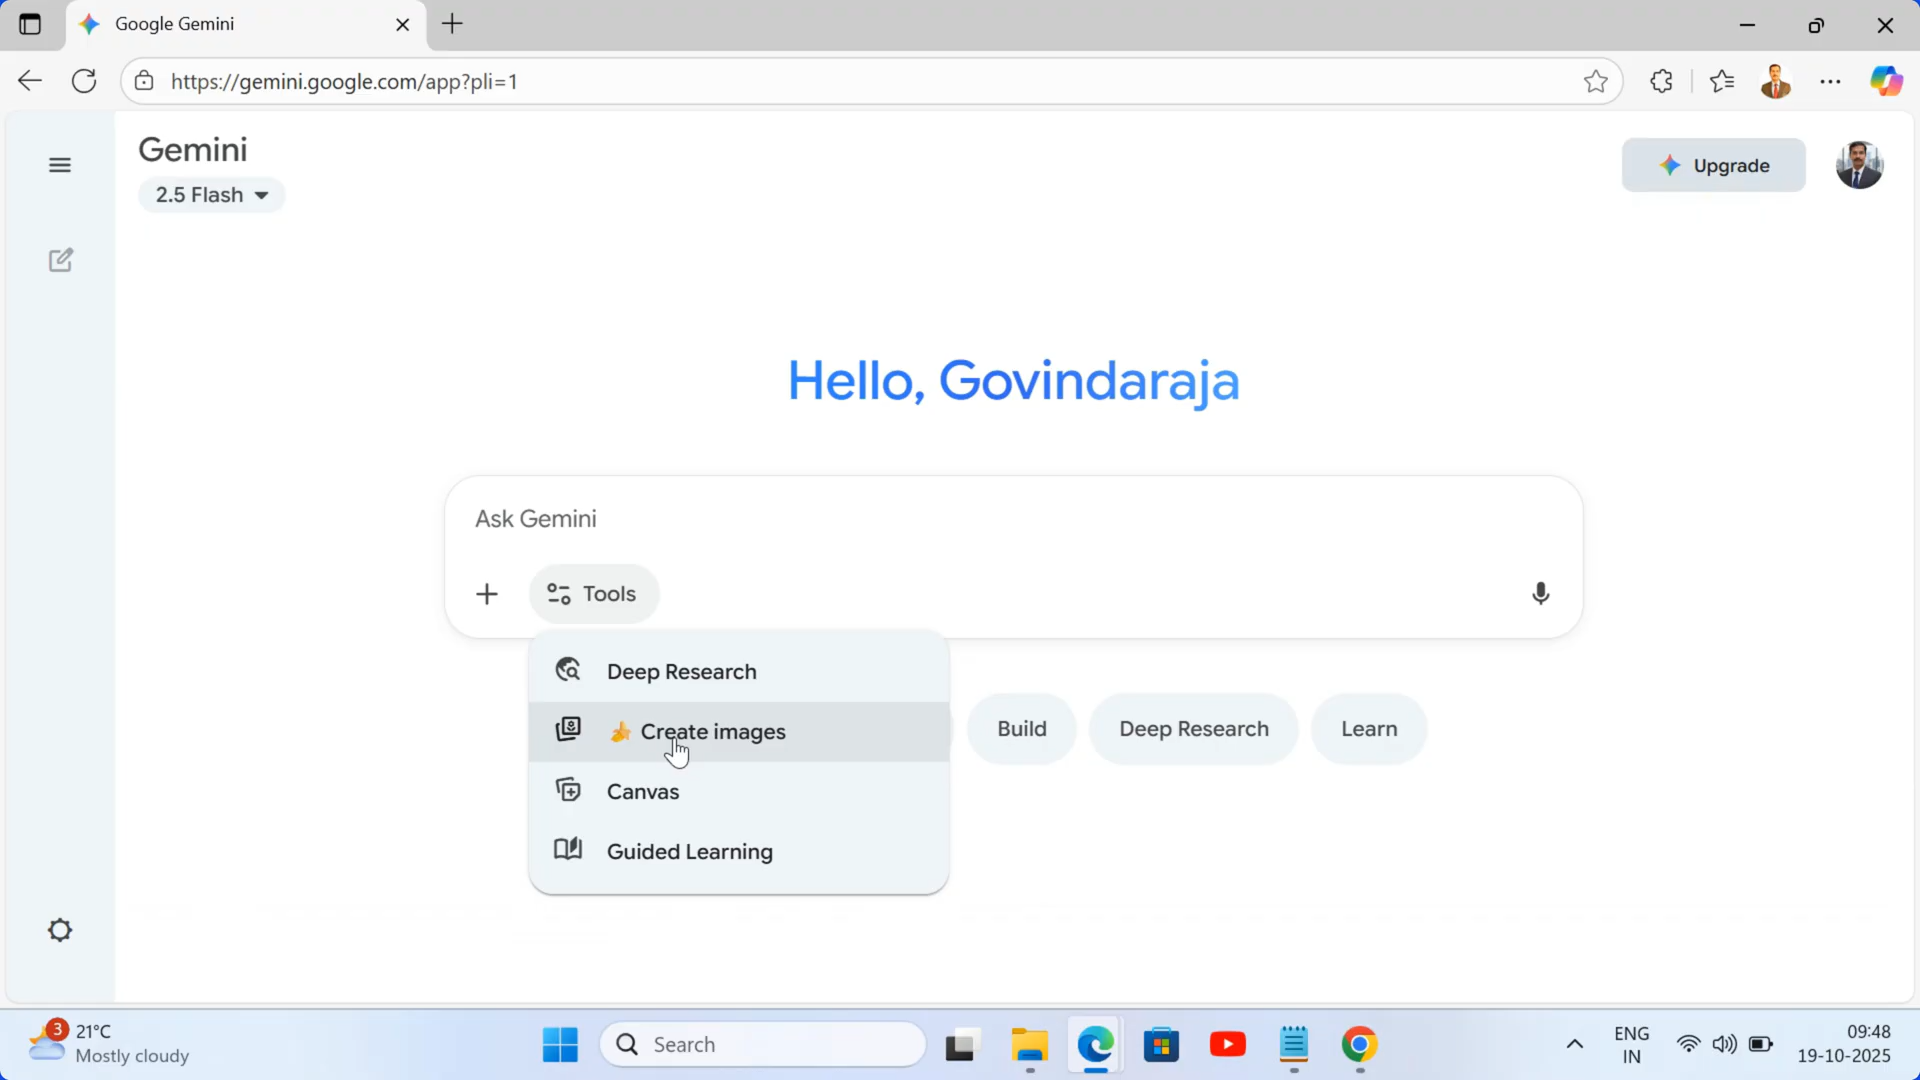 Google Gemini
https://gemini.google.com/app?pli=1
Gemini
2.5 Flash
Upgrade
Hello, Govindaraja
Ask Gemini
Tools
Deep Research
Create images
Canvas
Guided Learning
Build
Deep Research
Learn
3
21°C
Mostly cloudy
Search
ENG
IN
09:48
19-10-2025